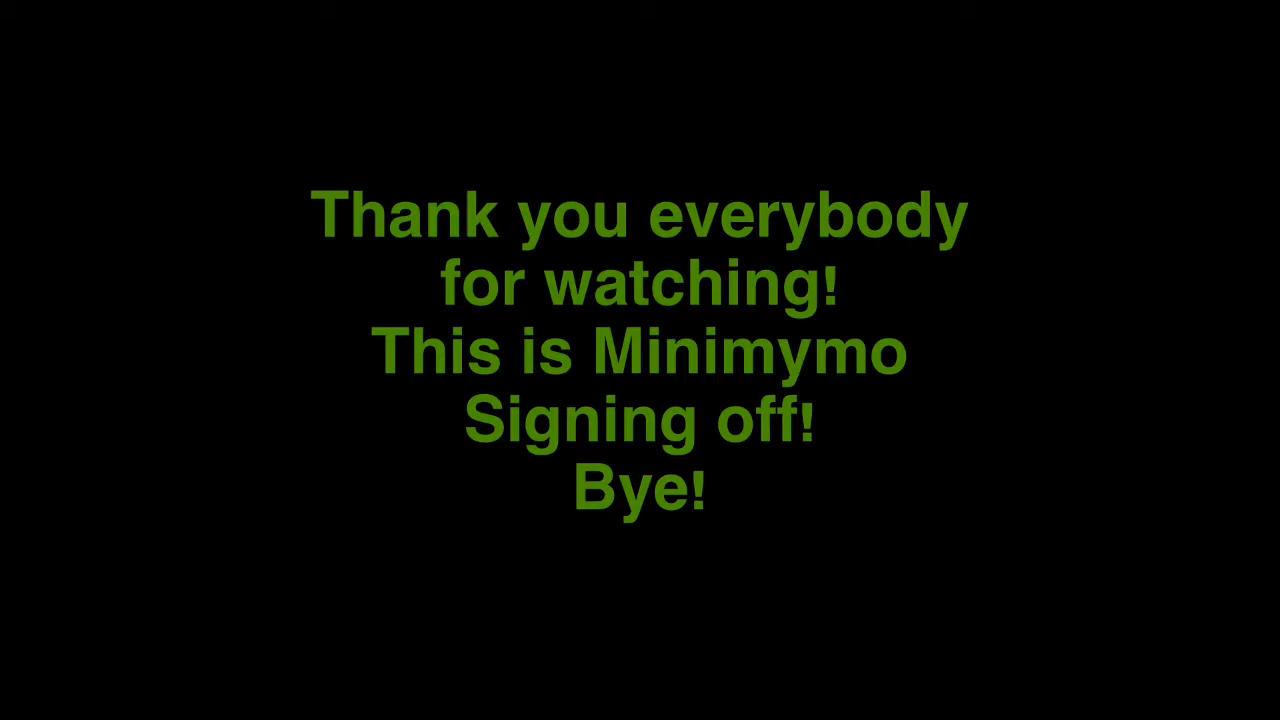 Thank you everybody
for watching!
This is Minimymo
Signing off!
Bye!